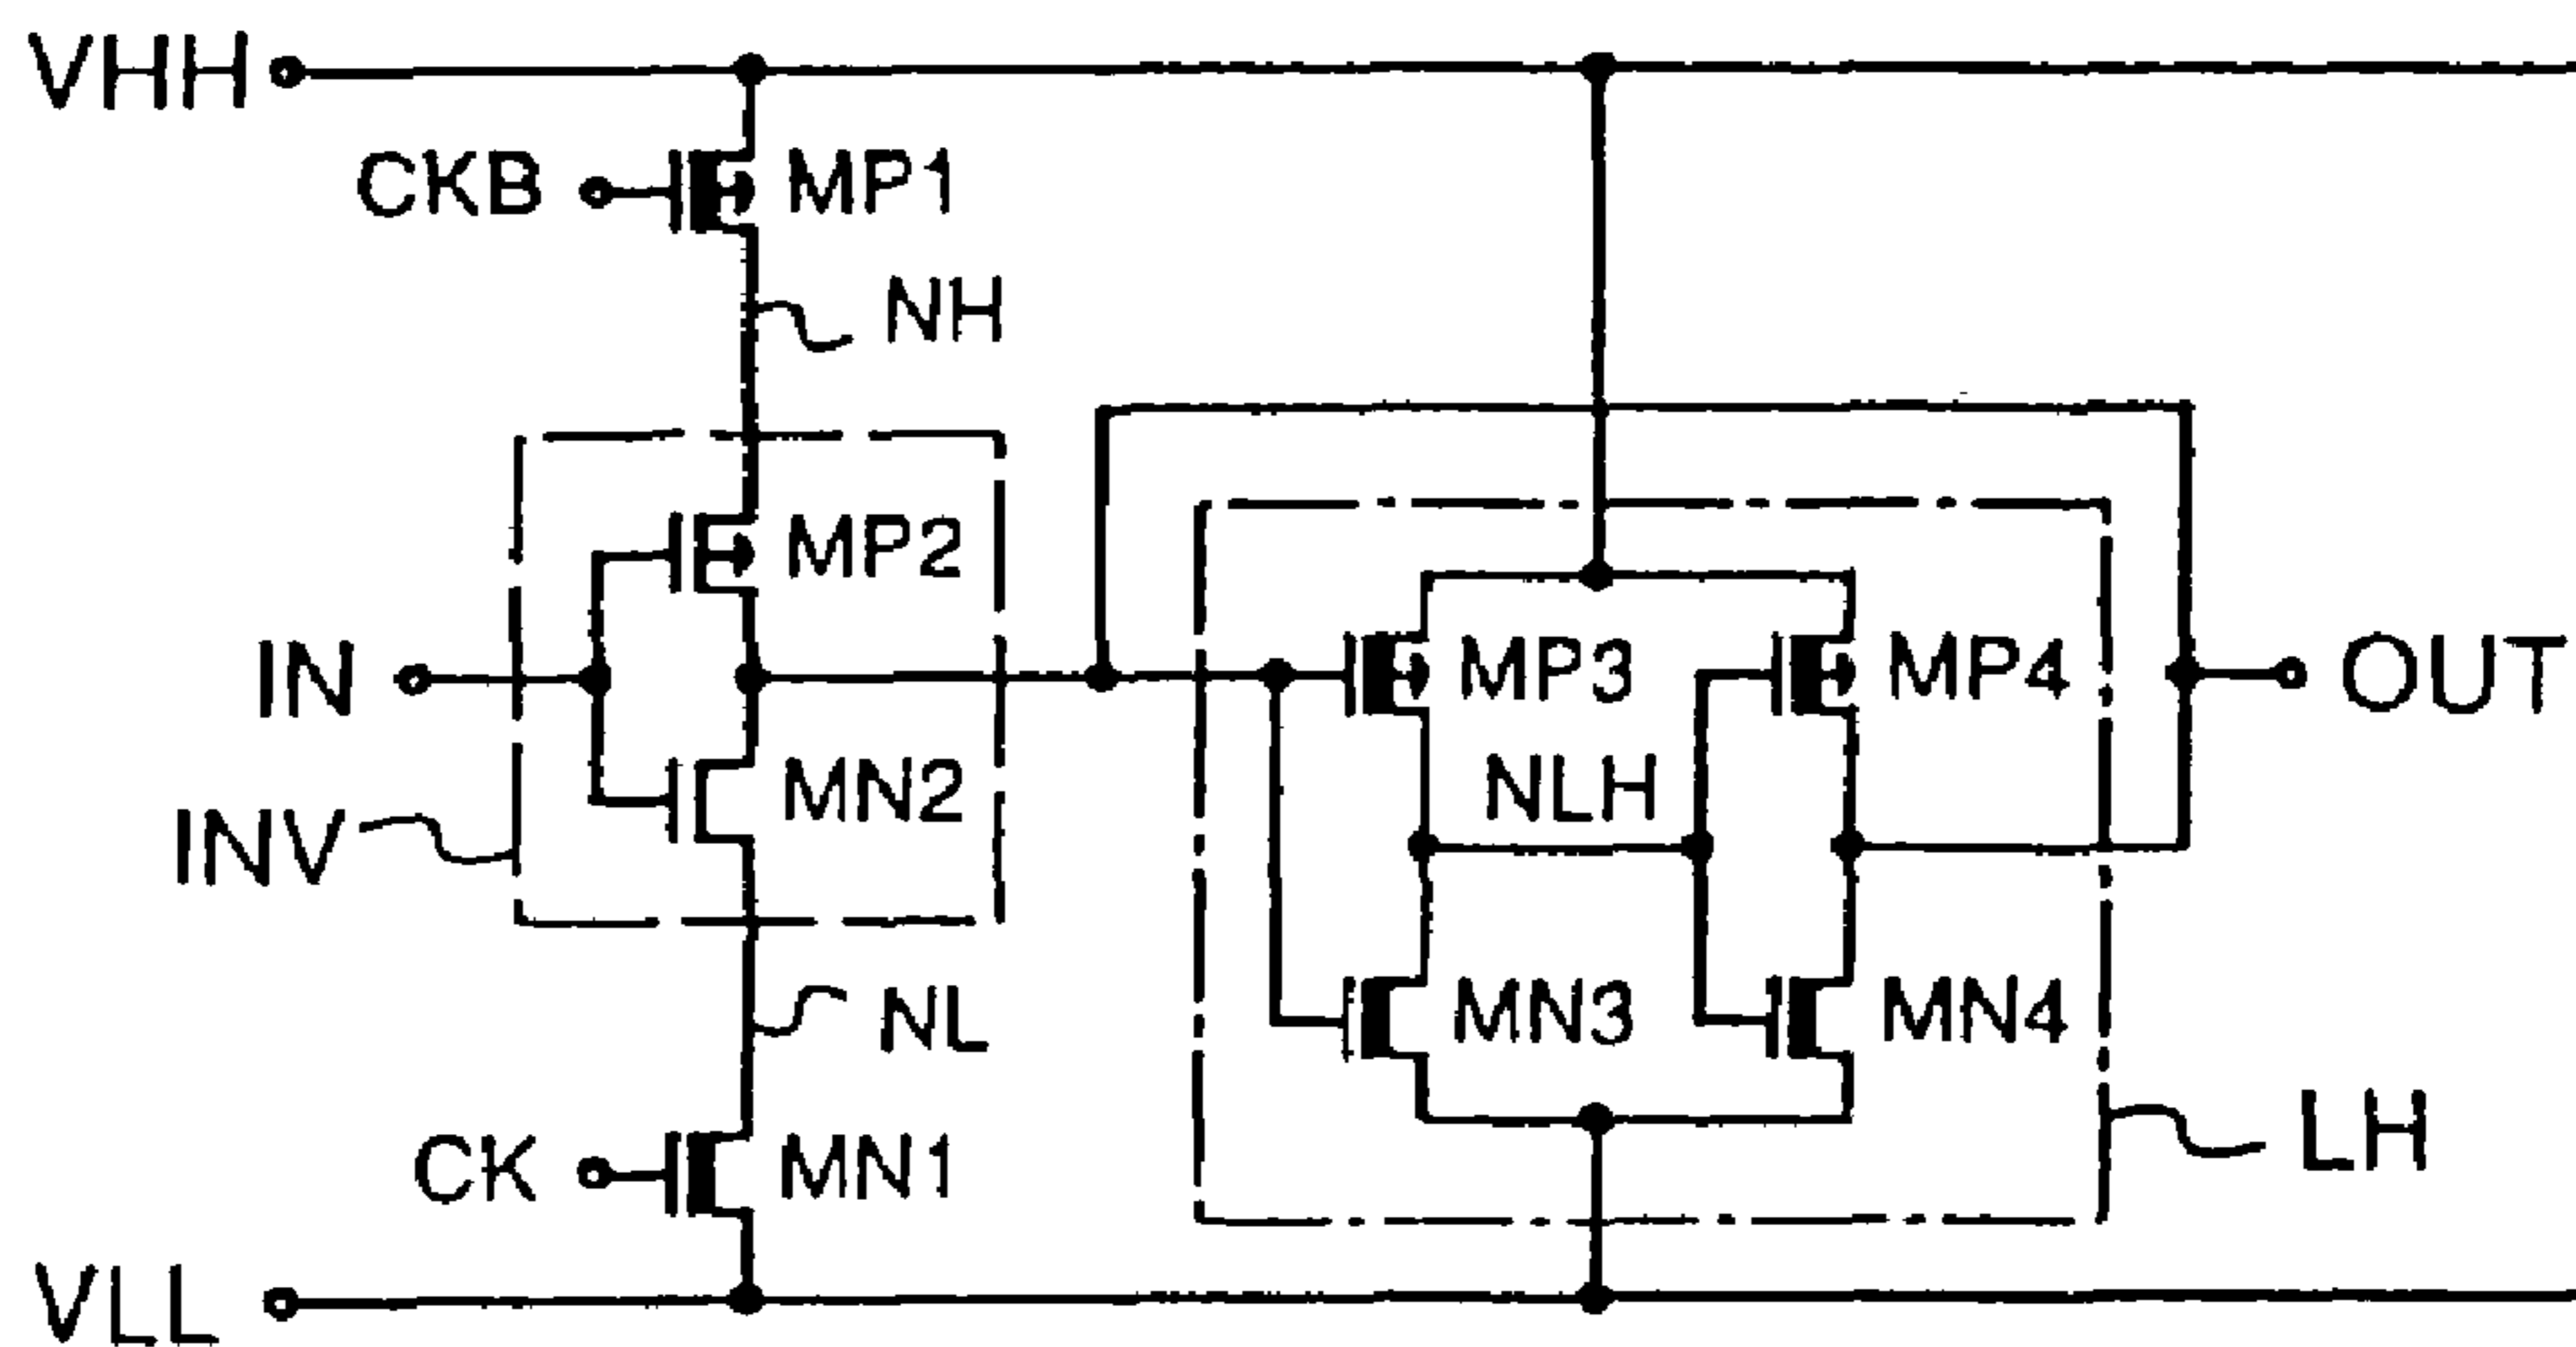 VHH
CKB
MP1
NH
MP2
IN
MP3
MP4
OUT
NLH
MN2
INV
NL
MN3
MN4
CK
MN1
LH
VLL